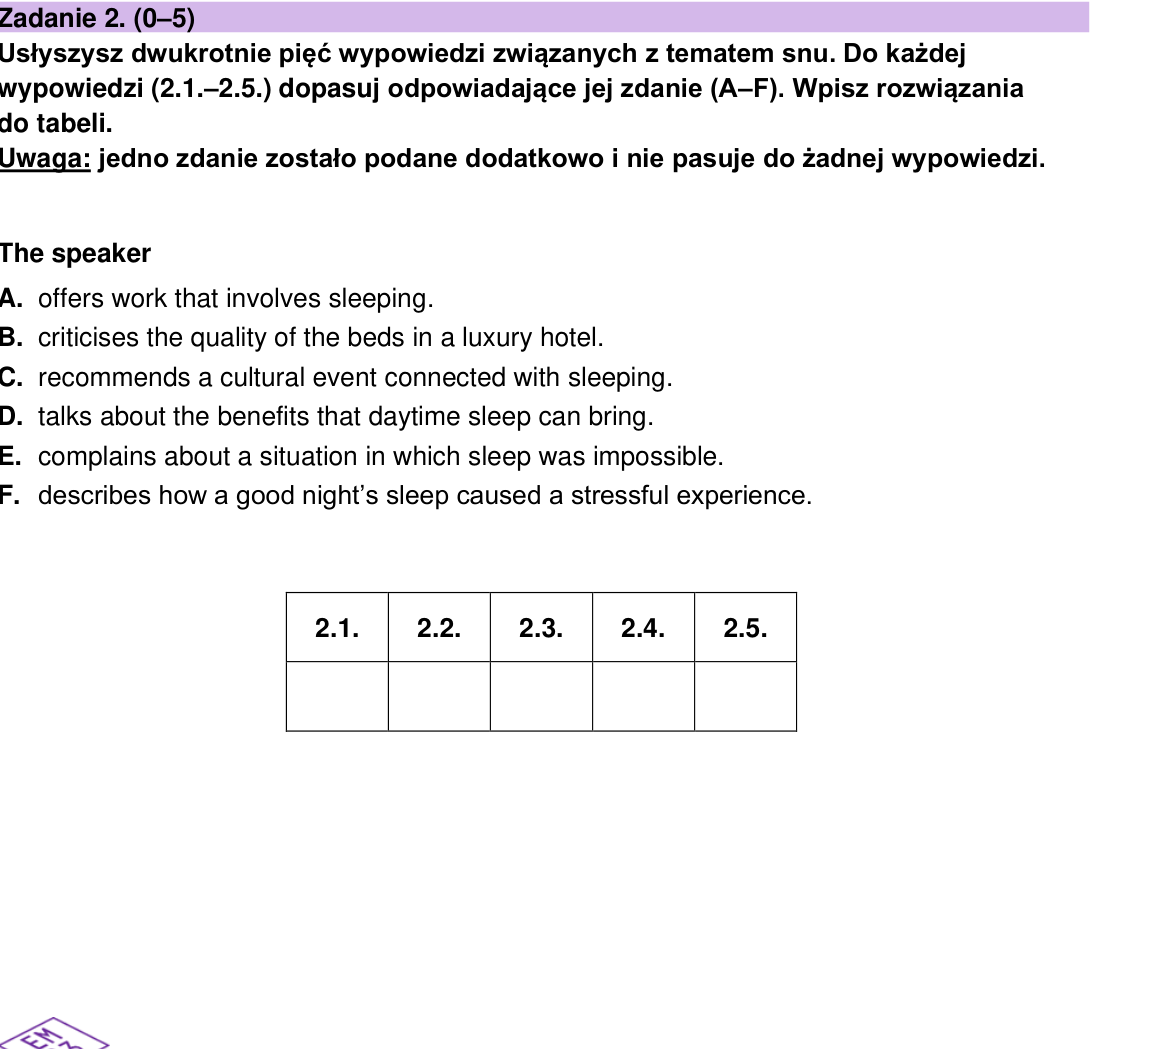 Zadanie 2. (0–5)
Usłyszysz dwukrotnie pięć wypowiedzi związanych z tematem snu. Do każdej
wypowiedzi (2.1.–2.5.) dopasuj odpowiadające jej zdanie (A–F). Wpisz rozwiązania
do tabeli.
Uwaga: jedno zdanie zostało podane dodatkowo i nie pasuje do żadnej wypowiedzi.
The speaker
A. offers work that involves sleeping.
B. criticises the quality of the beds in a luxury hotel.
C. recommends a cultural event connected with sleeping.
D. talks about the benefits that daytime sleep can bring.
E. complains about a situation in which sleep was impossible.
F. describes how a good night's sleep caused a stressful experience.
2.1. 2.2. 2.3. 2.4. 2.5.
EM